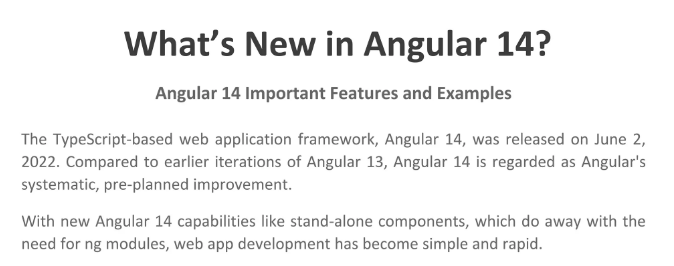 What's New in Angular 14?
Angular 14 Important Features and Examples
The TypeScript-based web application framework, Angular 14, was released on June 2,
2022. Compared to earlier iterations of Angular 13, Angular 14 is regarded as Angular's
systematic, pre-planned improvement.
With new Angular 14 capabilities like stand-alone components, which do away with the
need for ng modules, web app development has become simple and rapid.